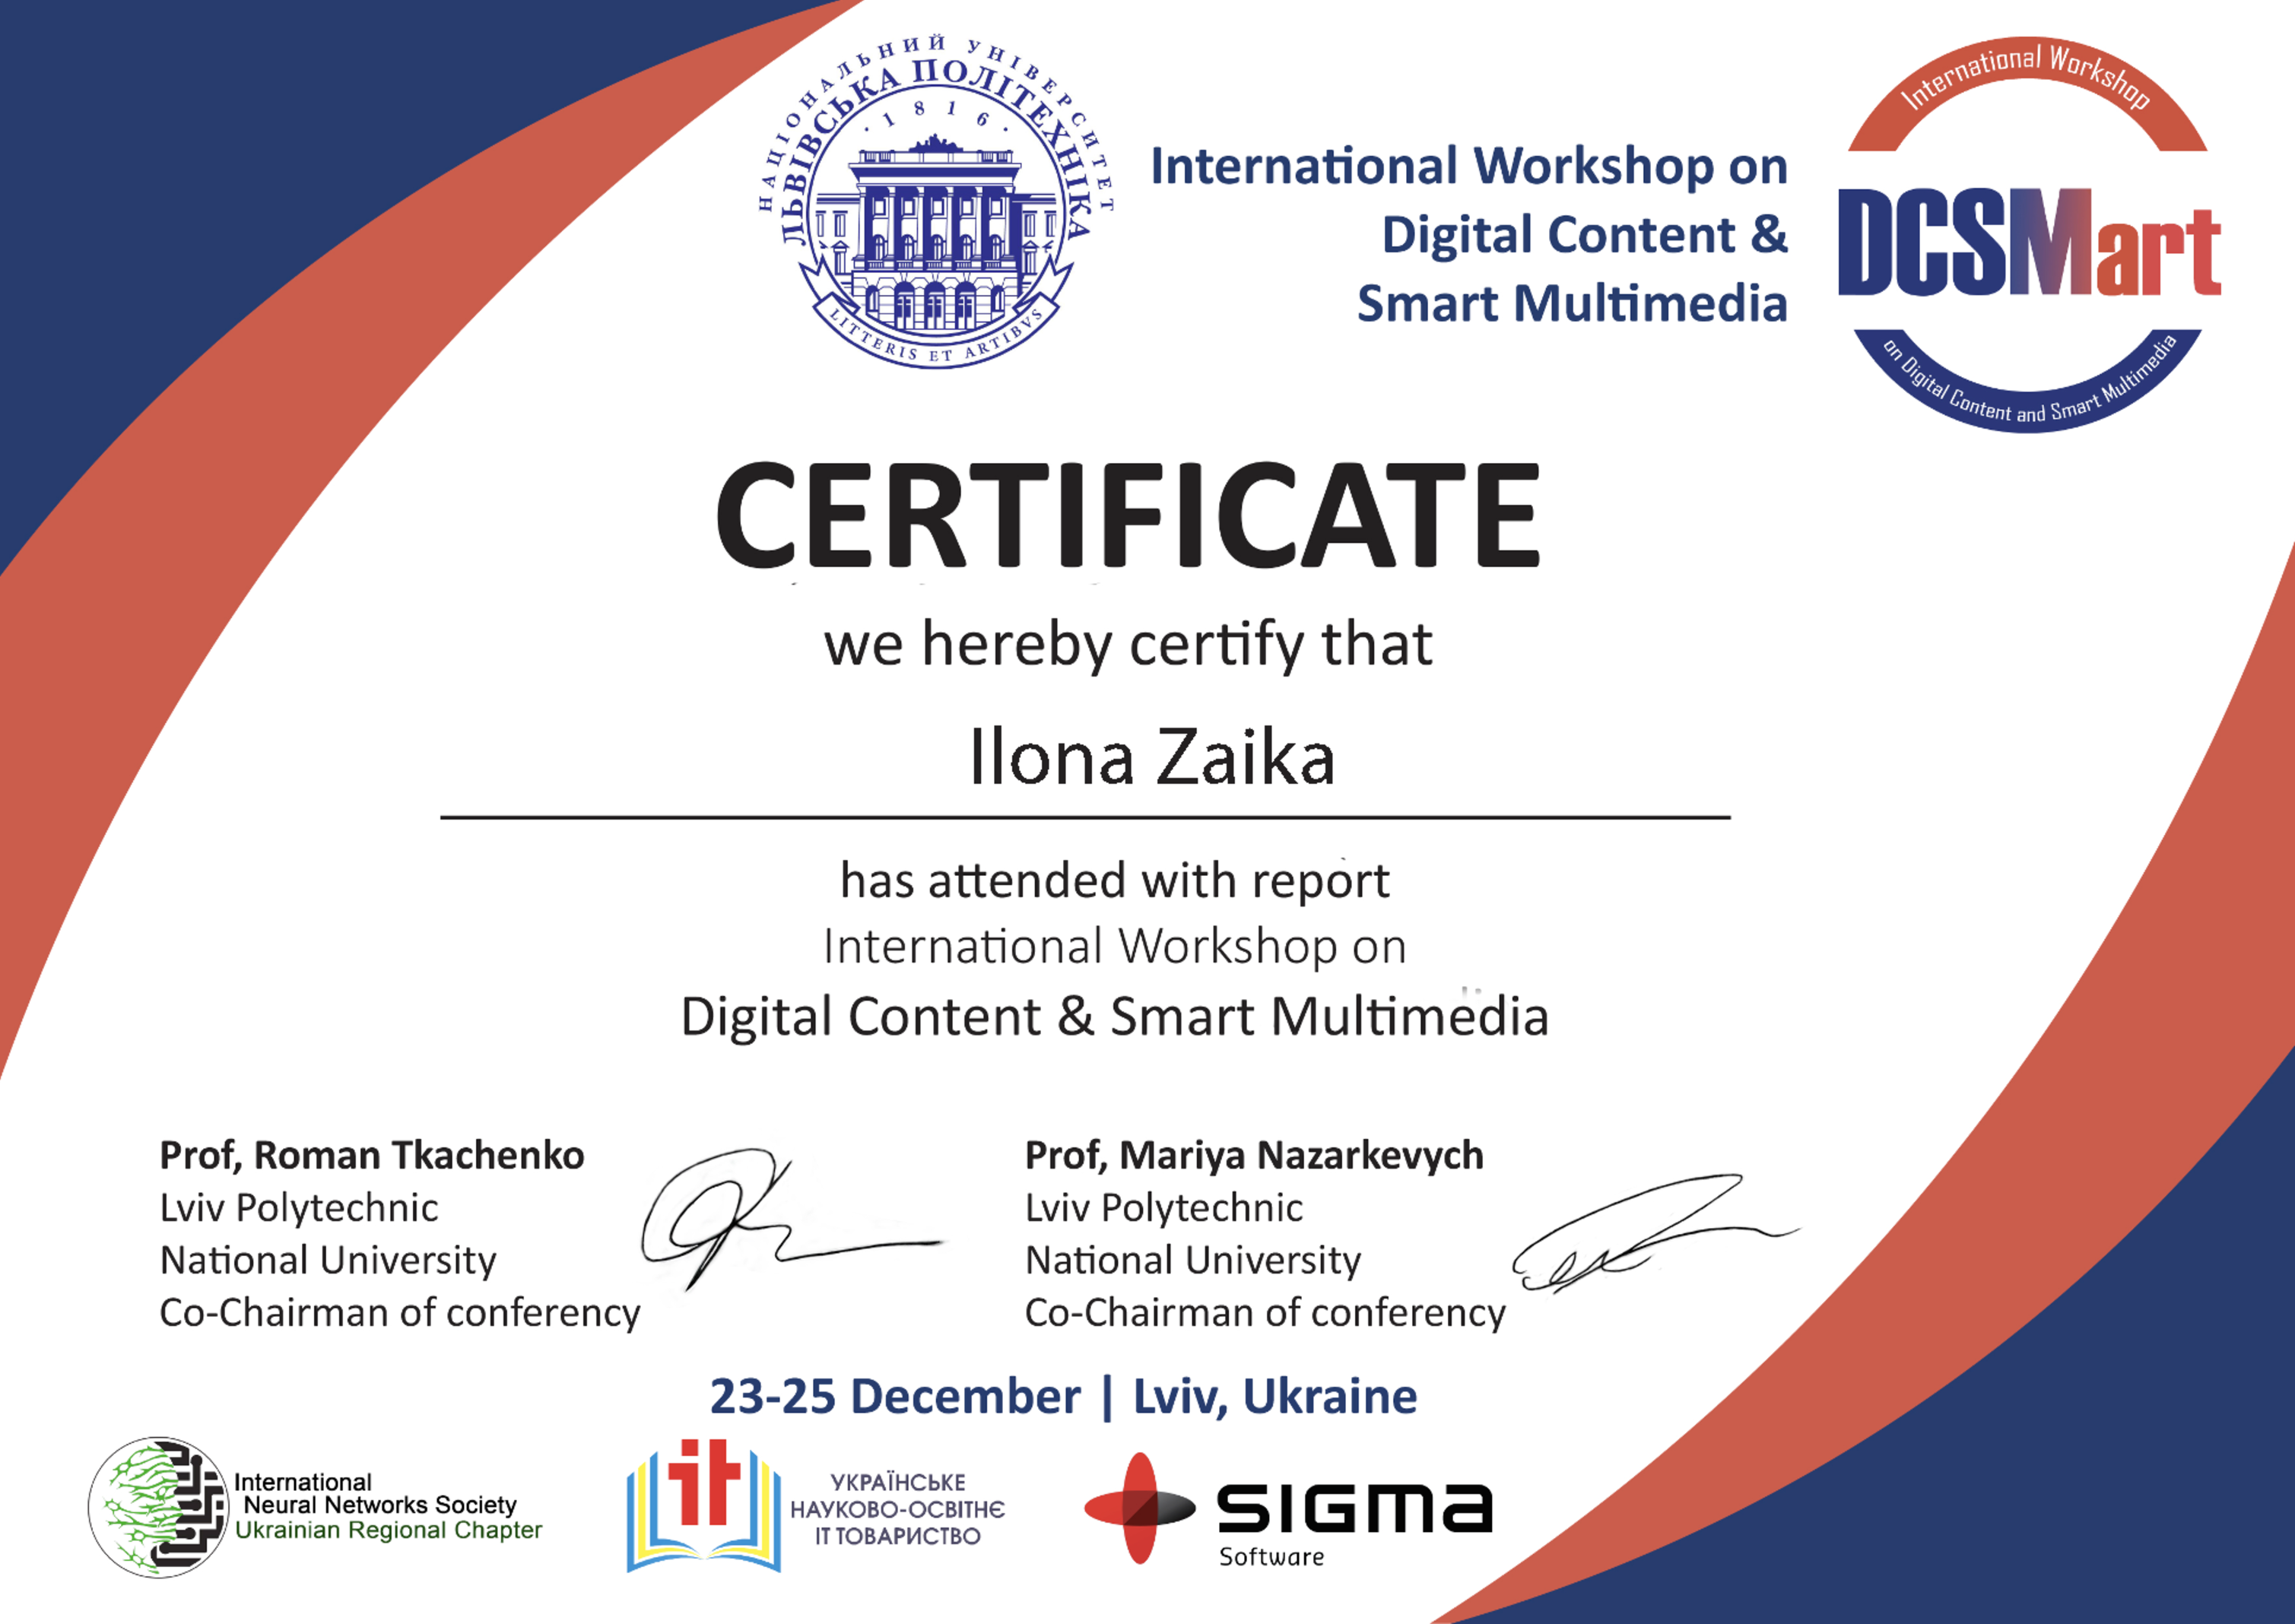 НАЦІОНАЛЬНИЙ УНІВЕРСИТЕТ
ЛЬВІВСЬКА ПОЛІТЕХНІКА
· 1816 ·
LITTERIS ET ARTIBVS
International Workshop on
Digital Content &
Smart Multimedia
International Workshop
DCSMart
on Digital Content and Smart Multimedia
CERTIFICATE
we hereby certify that
Ilona Zaika
has attended with report
International Workshop on
Digital Content & Smart Multimedia
Prof, Roman Tkachenko
Lviv Polytechnic
National University
Co-Chairman of conferency
Prof, Mariya Nazarkevych
Lviv Polytechnic
National University
Co-Chairman of conferency
23-25 December | Lviv, Ukraine
International
Neural Networks Society
Ukrainian Regional Chapter
it
УКРАЇНСЬКЕ
НАУКОВО-ОСВІТНЄ
ІТ ТОВАРИСТВО
SIGMA
Software